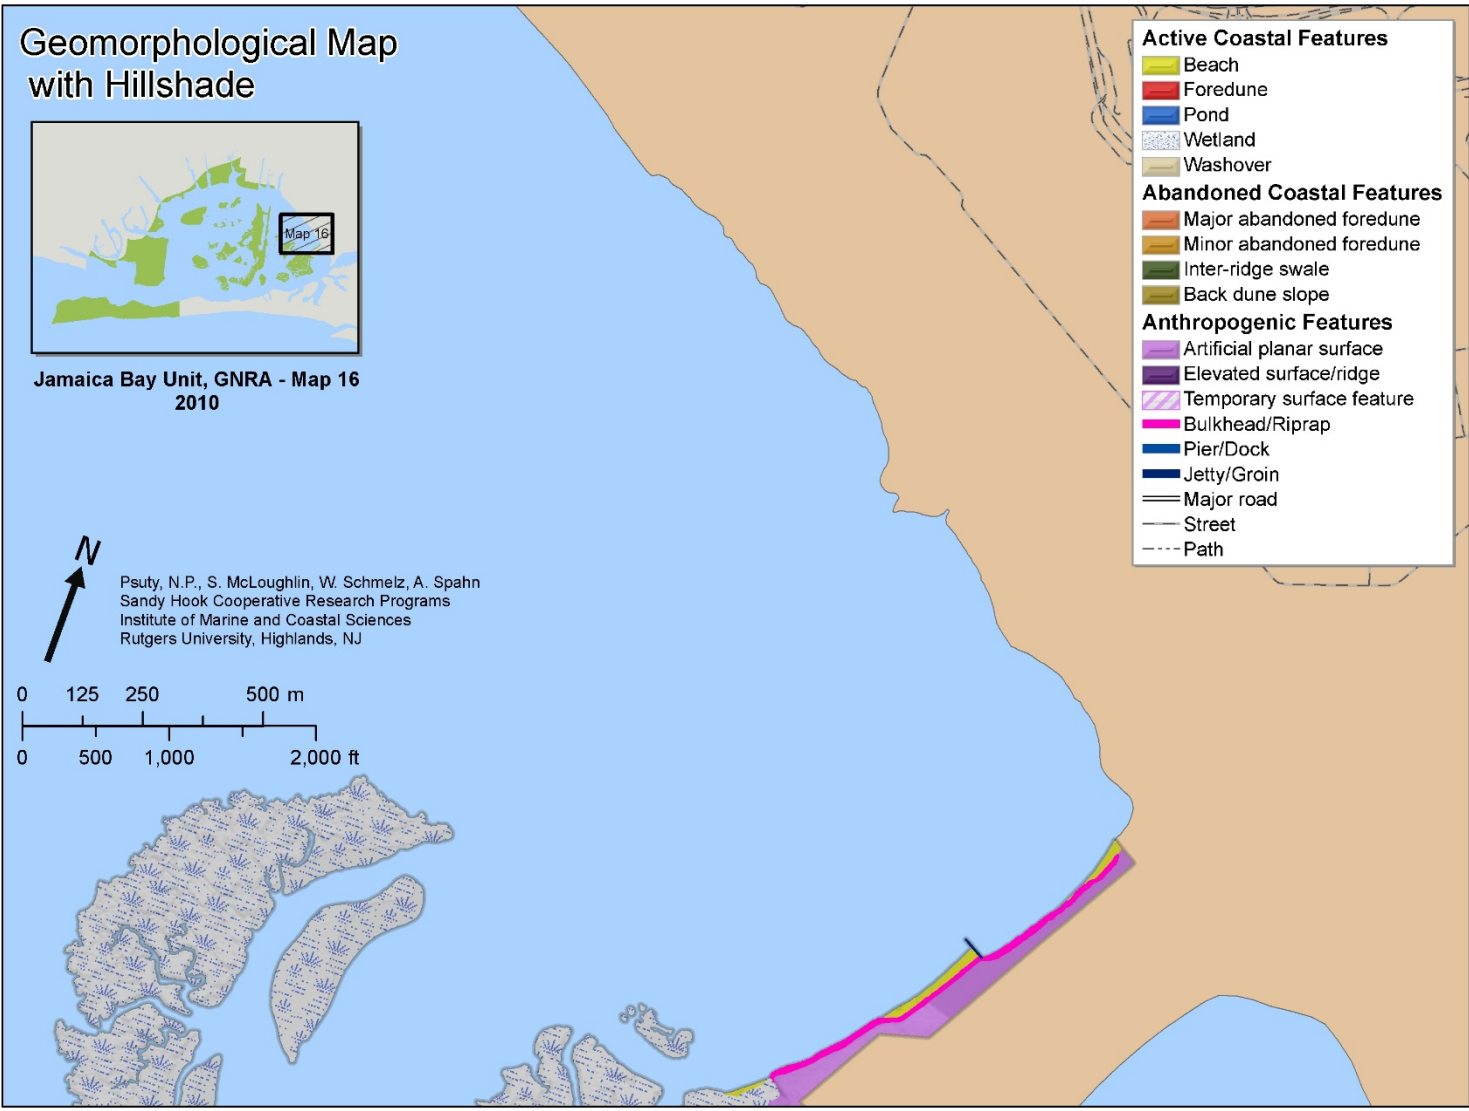 Geomorphological Map
with Hillshade
Map 16
Jamaica Bay Unit, GNRA - Map 16
2010
N
Psuty, N.P., S. McLoughlin, W. Schmelz, A. Spahn
Sandy Hook Cooperative Research Programs
Institute of Marine and Coastal Sciences
Rutgers University, Highlands, NJ
0 125 250 500 m
0 500 1,000 2,000 ft
Active Coastal Features
Beach
Foredune
Pond
Wetland
Washover
Abandoned Coastal Features
Major abandoned foredune
Minor abandoned foredune
Inter-ridge swale
Back dune slope
Anthropogenic Features
Artificial planar surface
Elevated surface/ridge
Temporary surface feature
Bulkhead/Riprap
Pier/Dock
Jetty/Groin
Major road
Street
Path